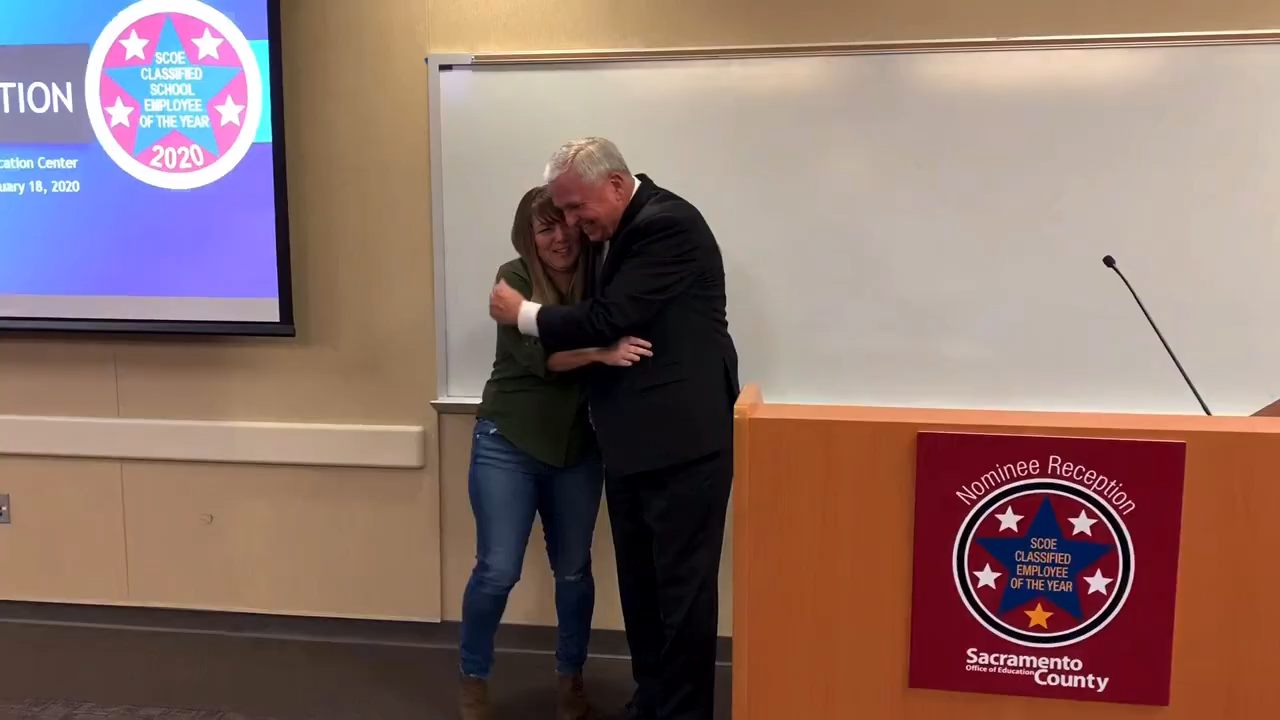 TION
SCOE
CLASSIFIED
SCHOOL
EMPLOYEE
OF THE YEAR
2020
cation Center
uary 18, 2020
Nominee Reception
SCOE
CLASSIFIED
EMPLOYEE
OF THE YEAR
Sacramento
Office of Education
County